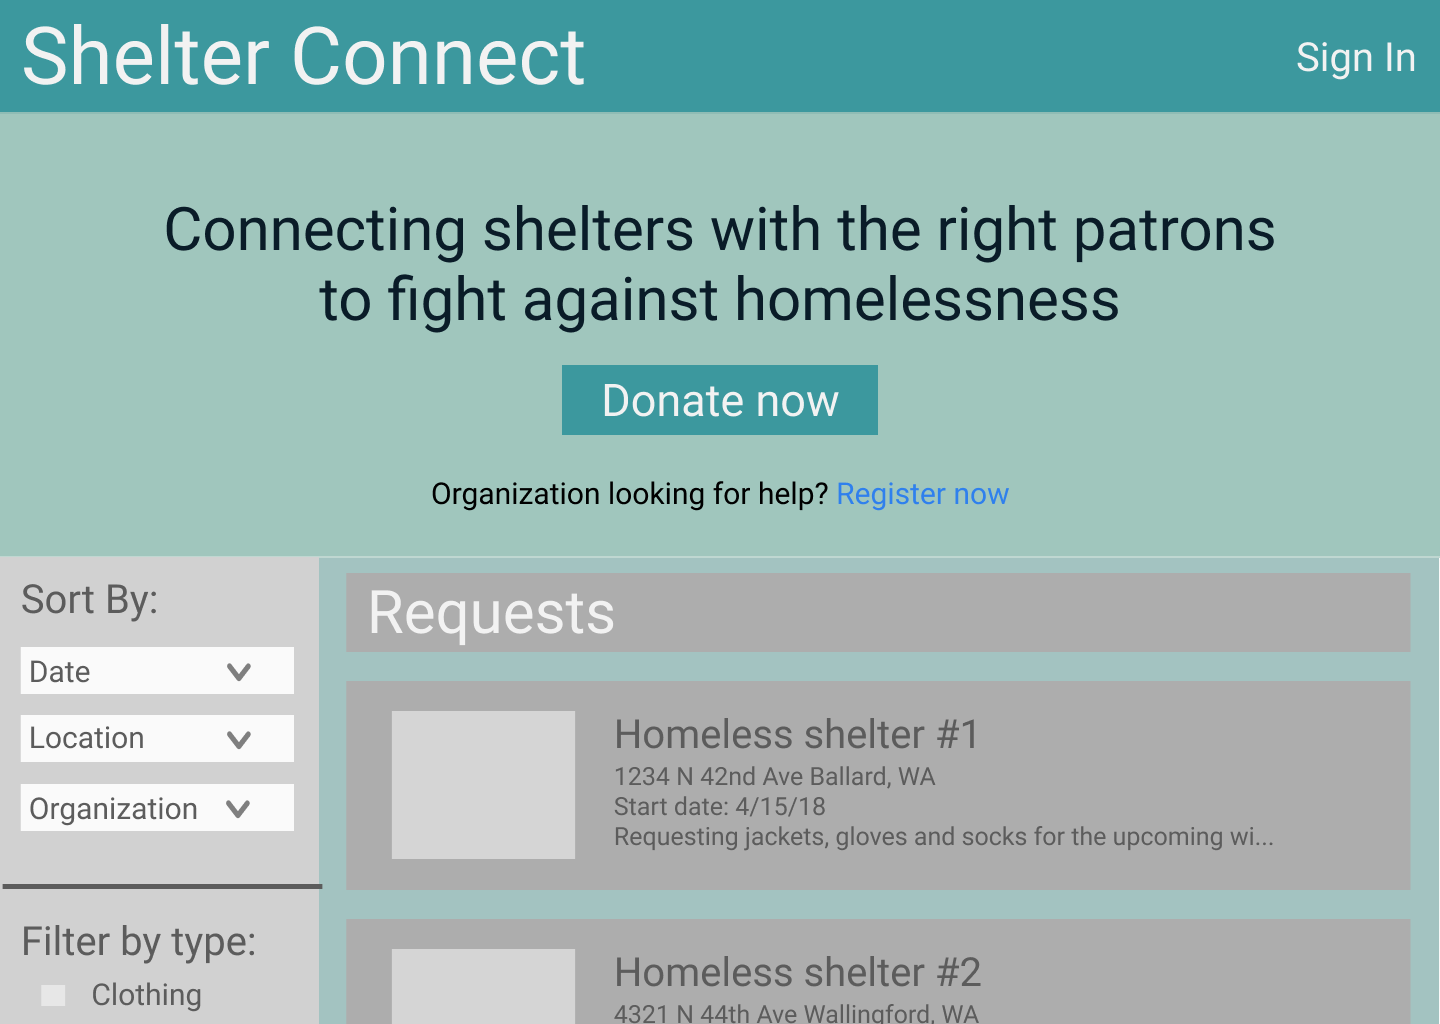 Shelter Connect
Sign In
Connecting shelters with the right patrons
to fight against homelessness
Donate now
Organization looking for help? Register now
Sort By:
Date
Location
Organization
Filter by type:
Clothing
Requests
Homeless shelter #1
1234 N 42nd Ave Ballard, WA
Start date: 4/15/18
Requesting jackets, gloves and socks for the upcoming wi...
Homeless shelter #2
4321 N 44th Ave Wallingford, WA